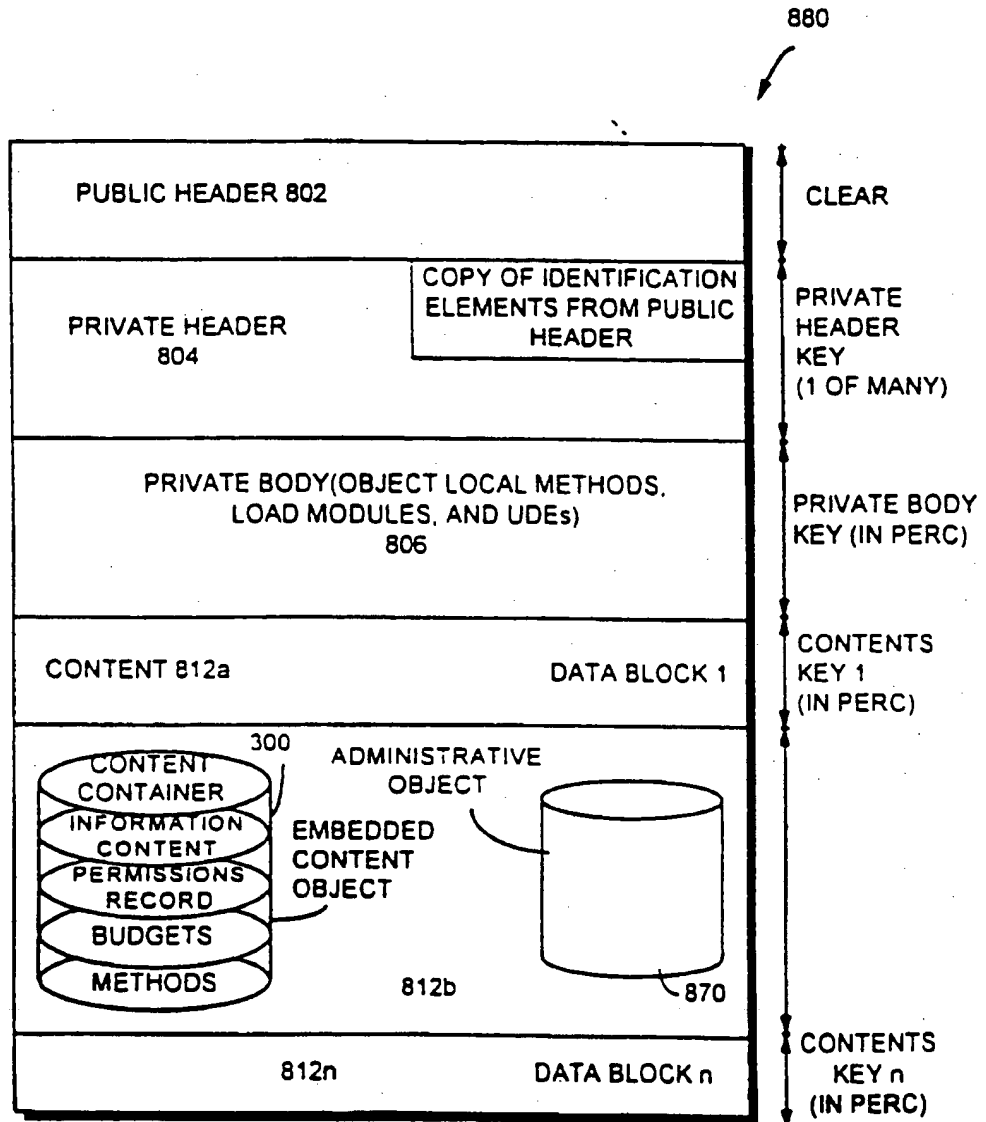 880
PUBLIC HEADER 802
CLEAR
COPY OF IDENTIFICATION
ELEMENTS FROM PUBLIC
HEADER
PRIVATE HEADER
804
PRIVATE
HEADER
KEY
(1 OF MANY)
PRIVATE BODY(OBJECT LOCAL METHODS,
LOAD MODULES, AND UDEs)
806
PRIVATE BODY
KEY (IN PERC)
CONTENT 812a
DATA BLOCK 1
CONTENTS
KEY 1
(IN PERC)
300
CONTENT
CONTAINER
INFORMATION
CONTENT
PERMISSIONS
RECORD
BUDGETS
METHODS
EMBEDDED
CONTENT
OBJECT
ADMINISTRATIVE
OBJECT
812b
870
812n
DATA BLOCK n
CONTENTS
KEY n
(IN PERC)